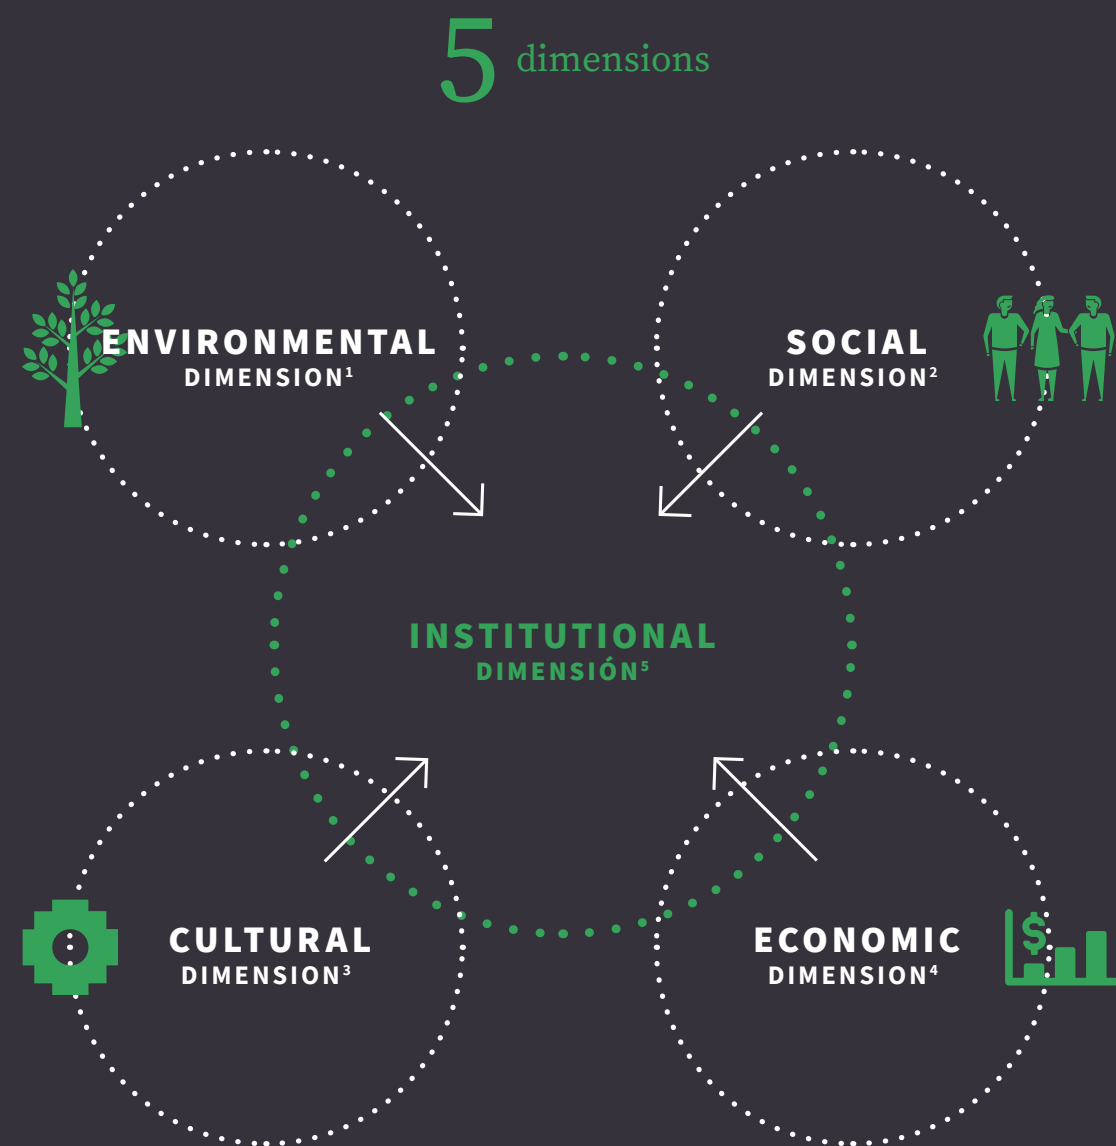 5 dimensions
ENVIRONMENTAL
DIMENSION¹
SOCIAL
DIMENSION²
INSTITUTIONAL
DIMENSIÓN⁵
CULTURAL
DIMENSION³
ECONOMIC
DIMENSION⁴
$